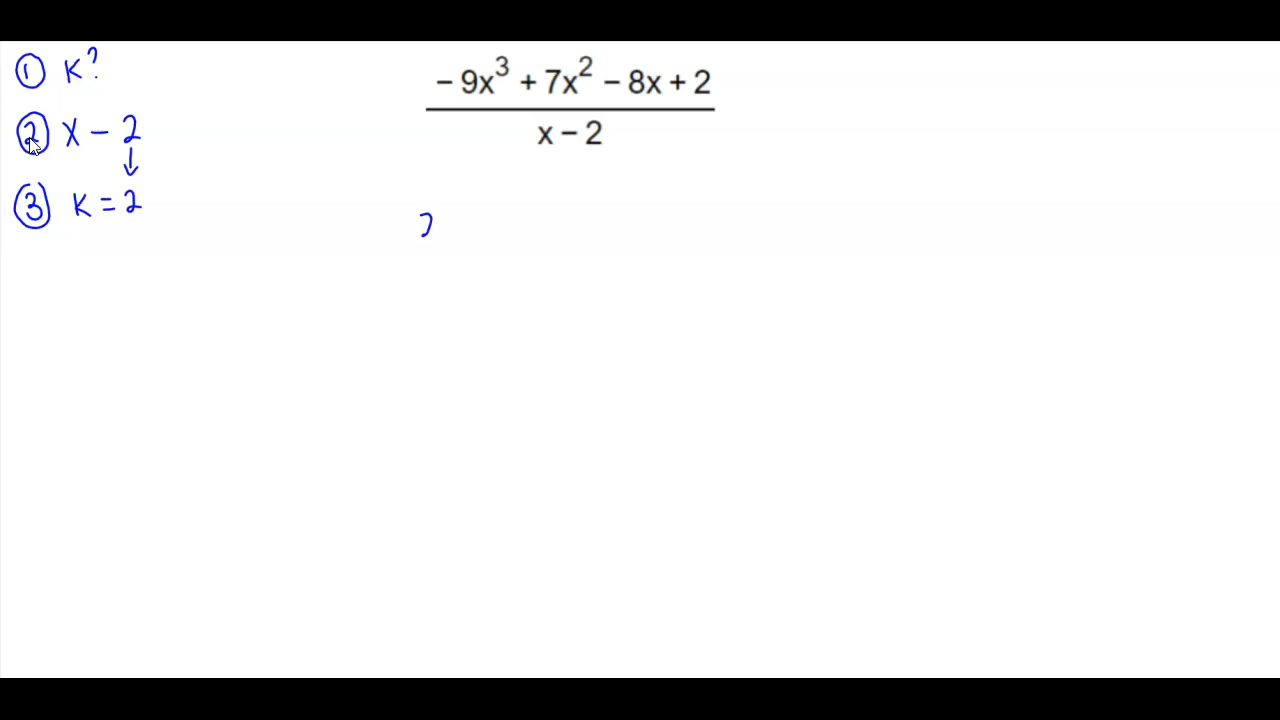 ① K?
② X - 2
↓
③ K = 2
- 9x³ + 7x² - 8x + 2
x - 2